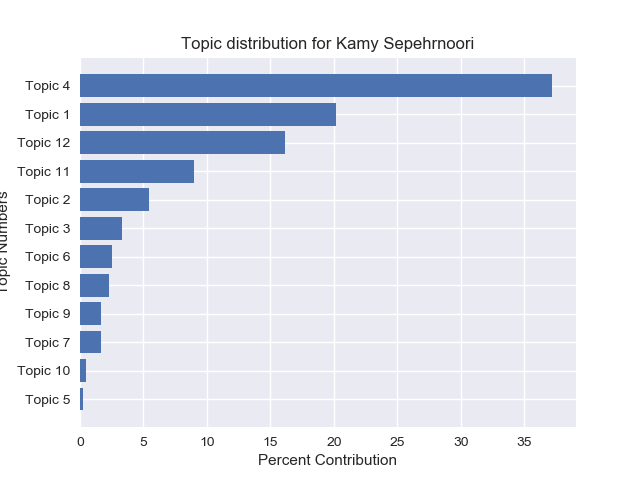 Topic distribution for Kamy Sepehrnoori
Topic 4
Topic 1
Topic 12
Topic 11
Topic 2
Topic 3
Topic 6
Topic 8
Topic 9
Topic 7
Topic 10
Topic 5
Topic Numbers
0 5 10 15 20 25 30 35
Percent Contribution